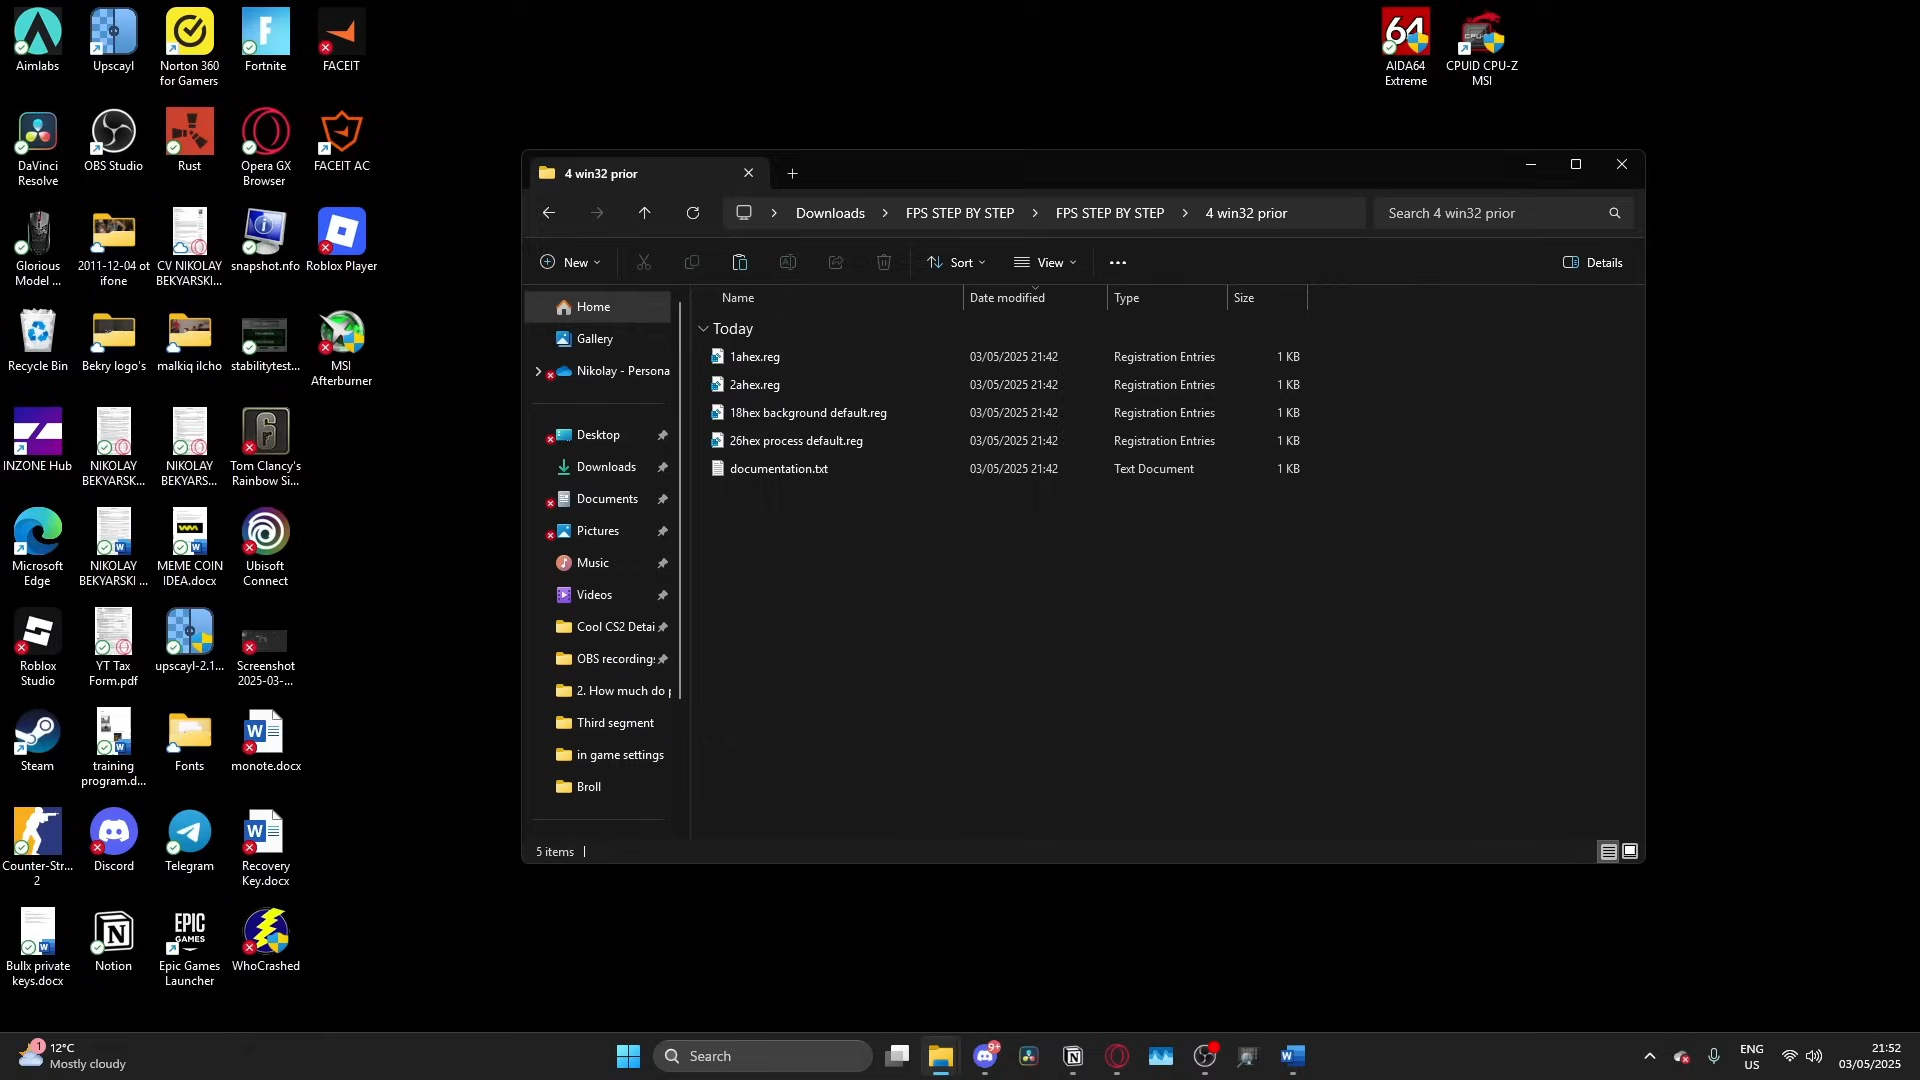 Aimlabs
Upscayl
Norton 360
for Gamers
Fortnite
FACEIT
64
AIDA64
Extreme
CPUID CPU-Z
MSI
DaVinci
Resolve
OBS Studio
Rust
Opera GX
Browser
FACEIT AC
Glorious
Model ...
2011-12-04 ot
ifone
CV NIKOLAY
BEKYARSKI...
snapshot.nfo
Roblox Player
Recycle Bin
Bekry logo's
malkiq ilcho
stabilitytest...
MSI
Afterburner
INZONE Hub
NIKOLAY
BEKYARSK...
NIKOLAY
BEKYARS...
Tom Clancy's
Rainbow Si...
Microsoft
Edge
NIKOLAY
BEKYARSKI ...
MEME COIN
IDEA.docx
Ubisoft
Connect
Roblox
Studio
YT Tax
Form.pdf
upscayl-2.1...
Screenshot
2025-03-...
Steam
training
program.d...
Fonts
monote.docx
Counter-Str...
2
Discord
Telegram
Recovery
Key.docx
Bullx private
keys.docx
Notion
EPIC
GAMES
Epic Games
Launcher
WhoCrashed
4 win32 prior
Downloads
FPS STEP BY STEP
FPS STEP BY STEP
4 win32 prior
Search 4 win32 prior
New
Sort
View
Details
Home
Gallery
Nikolay - Persona
Desktop
Downloads
Documents
Pictures
Music
Videos
Cool CS2 Detai
OBS recordings
2. How much do p
Third segment
in game settings
Broll
Name
Date modified
Type
Size
Today
1ahex.reg 03/05/2025 21:42 Registration Entries 1 KB
2ahex.reg 03/05/2025 21:42 Registration Entries 1 KB
18hex background default.reg 03/05/2025 21:42 Registration Entries 1 KB
26hex process default.reg 03/05/2025 21:42 Registration Entries 1 KB
documentation.txt 03/05/2025 21:42 Text Document 1 KB
5 items
1
12°C
Mostly cloudy
Search
9+
ENG
US
21:52
03/05/2025